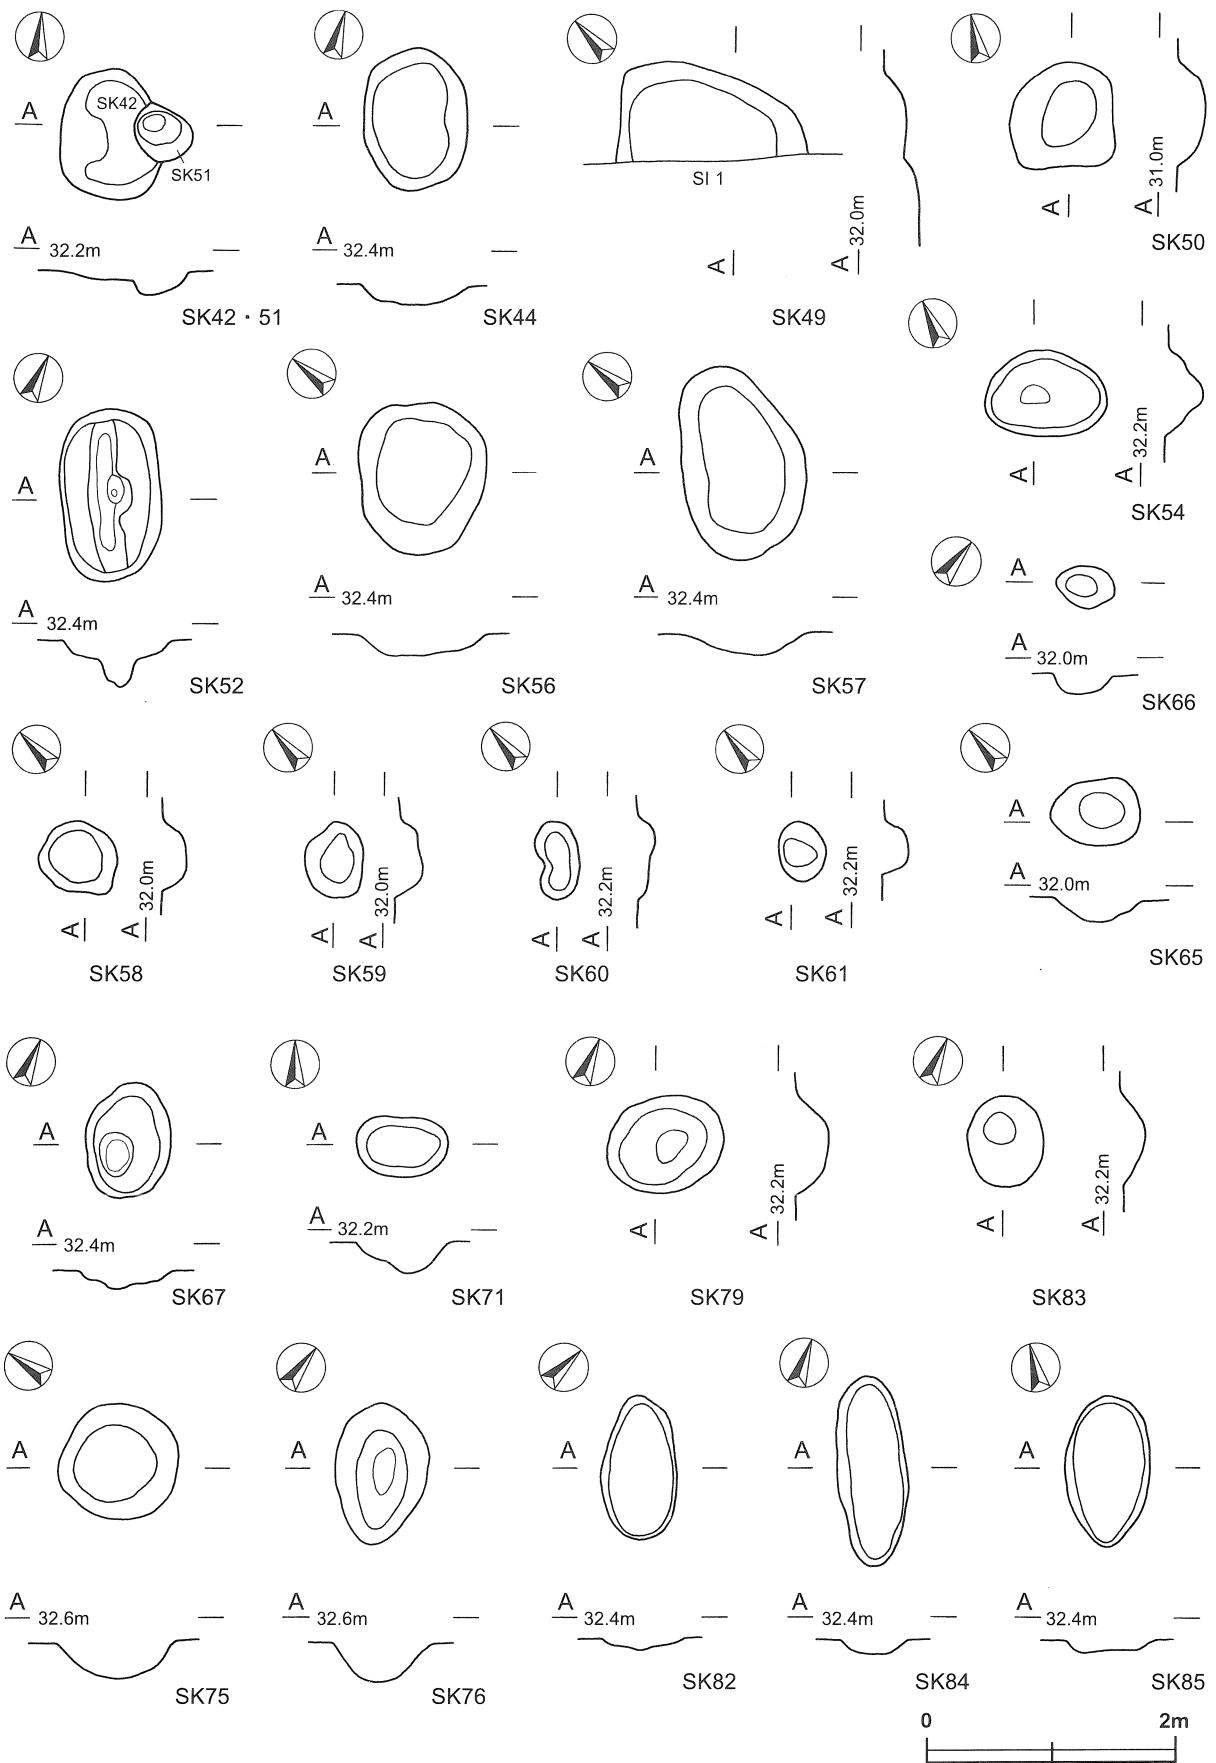 SK42
SK51
A
A 32.2m
SK42・51
A
A 32.4m
SK44
SI 1
A
A 32.0m
SK49
A
A 31.0m
SK50
A
A 32.4m
SK52
A
A 32.4m
SK56
A
A 32.4m
SK57
A
A 32.2m
SK54
A
A 32.0m
SK66
A
A 32.0m
SK58
A
A 32.0m
SK59
A
A 32.2m
SK60
A
A 32.2m
SK61
A
A 32.0m
SK65
A
A 32.4m
SK67
A
A 32.2m
SK71
A
A 32.2m
SK79
A
A 32.2m
SK83
A
A 32.6m
SK75
A
A 32.6m
SK76
A
A 32.4m
SK82
A
A 32.4m
SK84
A
A 32.4m
SK85
0 2m